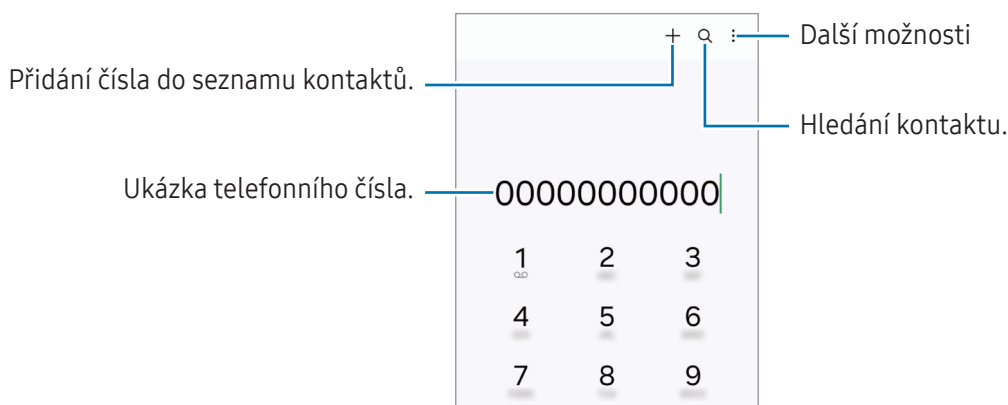 Další možnosti
Přidání čísla do seznamu kontaktů.
Hledání kontaktu.
Ukázka telefonního čísla.
00000000000
1 2 3
4 5 6
7 8 9